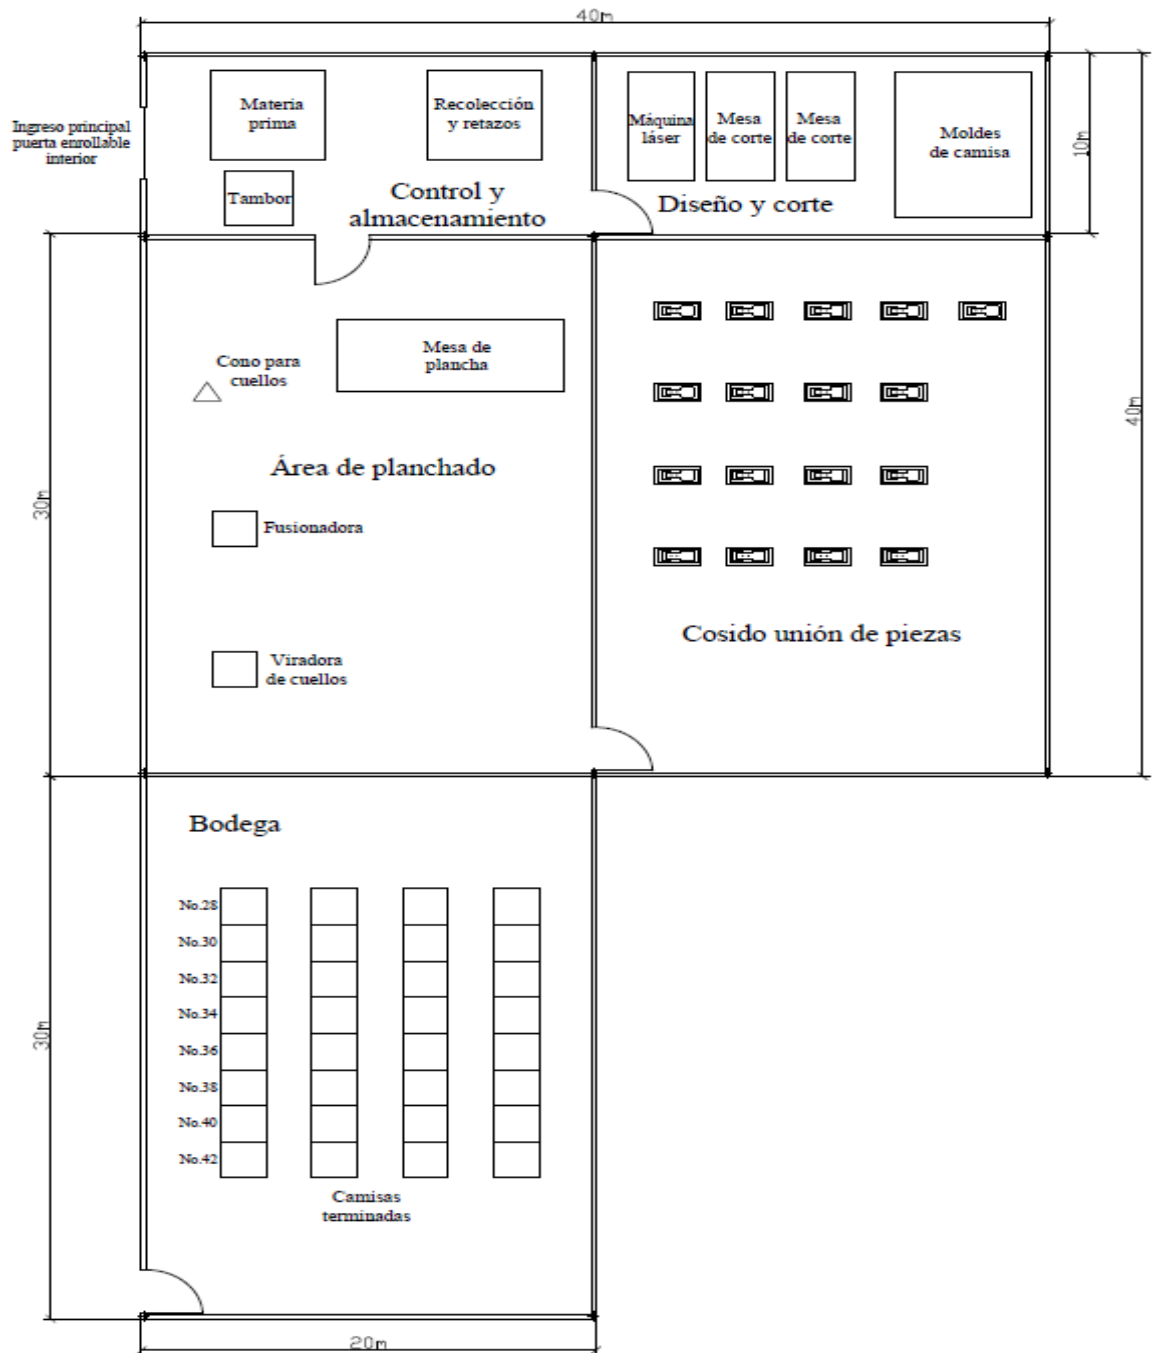 40m
Ingreso principal
puerta enrollable
interior
Materia
prima
Recolección
y retazos
Máquina
láser
Mesa
de corte
Mesa
de corte
Moldes
de camisa
10m
Tambor
Control y
almacenamiento
Diseño y corte
Cono para
cuellos
Mesa de
plancha
40m
Área de planchado
30m
Fusionadora
Cosido unión de piezas
Viradora
de cuellos
Bodega
No.28
No.30
No.32
No.34
30m
No.36
No.38
No.40
No.42
Camisas
terminadas
20m